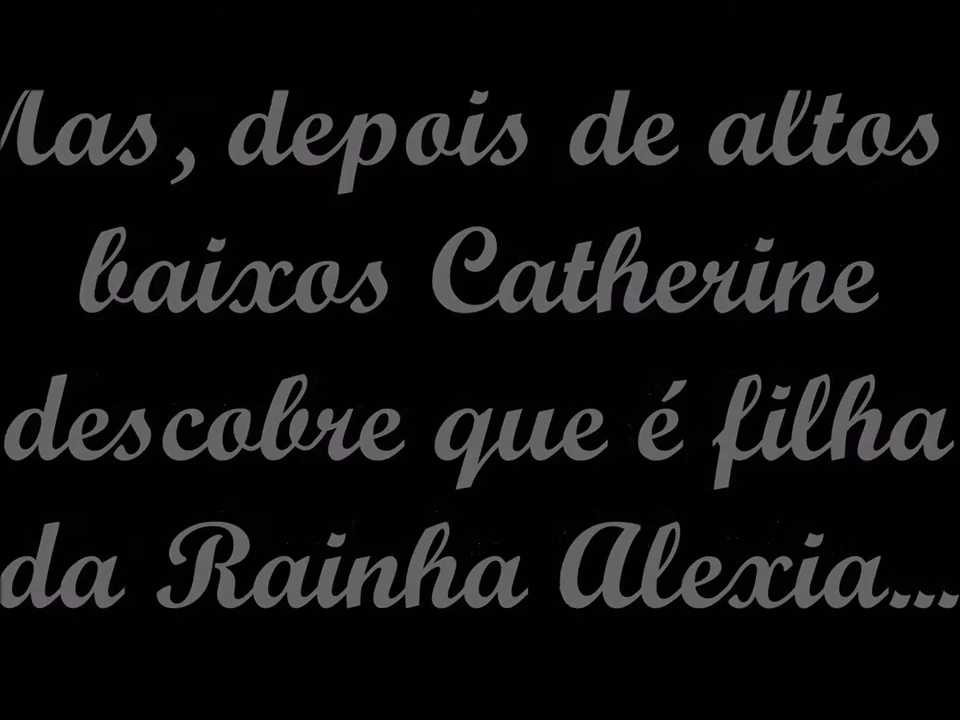 Mas, depois de altos
baixos Catherine
descobre que é filha
da Rainha Alexia...